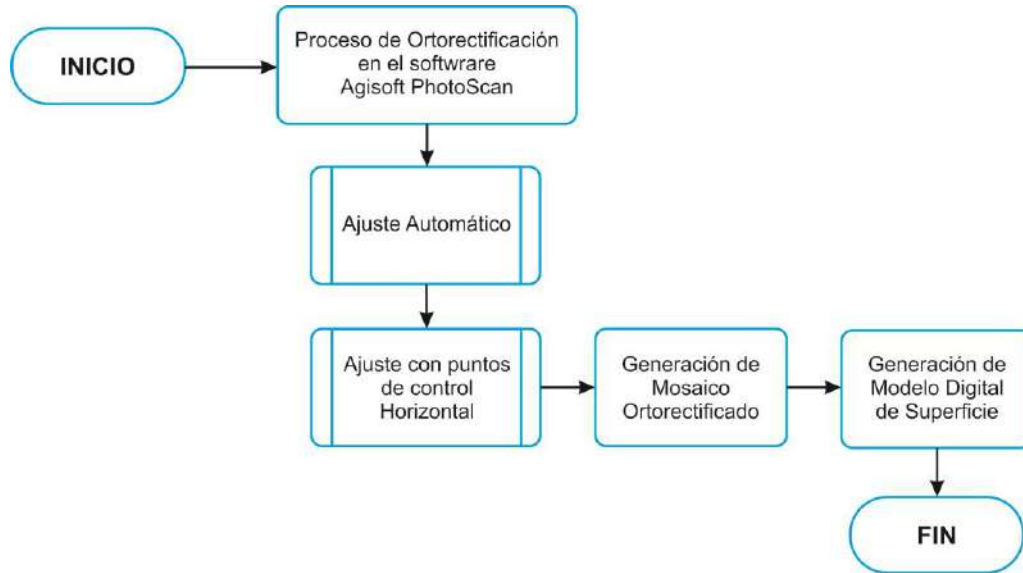 INICIO
Proceso de Ortorectificación
en el softwrare
Agisoft PhotoScan
Ajuste Automático
Ajuste con puntos
de control
Horizontal
Generación de
Mosaico
Ortorectificado
Generación de
Modelo Digital
de Superficie
FIN